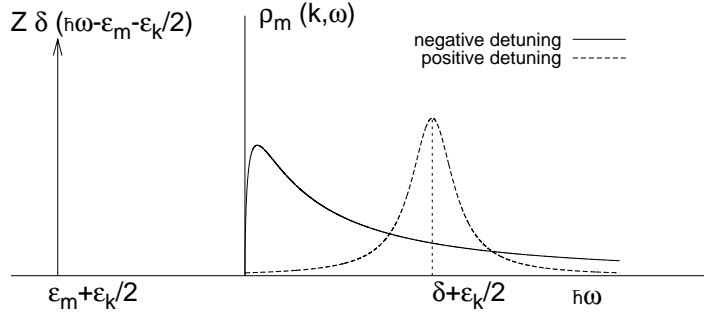 Z δ (ħω-ε_m-ε_k/2)
ρ_m (k,ω)
negative detuning
positive detuning
ε_m+ε_k/2
δ+ε_k/2
ħω